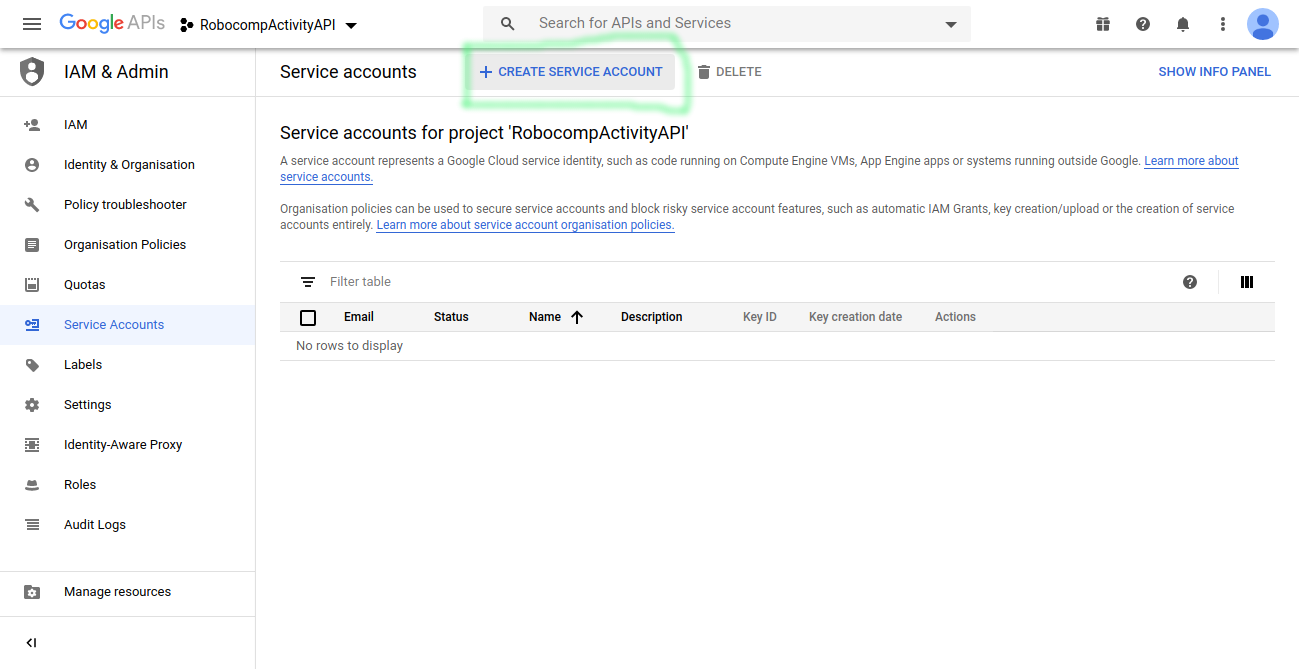 Google APIs RobocompActivityAPI Search for APIs and Services
IAM & Admin
Service accounts CREATE SERVICE ACCOUNT DELETE SHOW INFO PANEL
IAM
Identity & Organisation
Policy troubleshooter
Organisation Policies
Quotas
Service Accounts
Labels
Settings
Identity-Aware Proxy
Roles
Audit Logs
Manage resources
Service accounts for project 'RobocompActivityAPI'
A service account represents a Google Cloud service identity, such as code running on Compute Engine VMs, App Engine apps or systems running outside Google. Learn more about
service accounts.
Organisation policies can be used to secure service accounts and block risky service account features, such as automatic IAM Grants, key creation/upload or the creation of service
accounts entirely. Learn more about service account organisation policies.
Filter table
Email Status Name Description Key ID Key creation date Actions
No rows to display